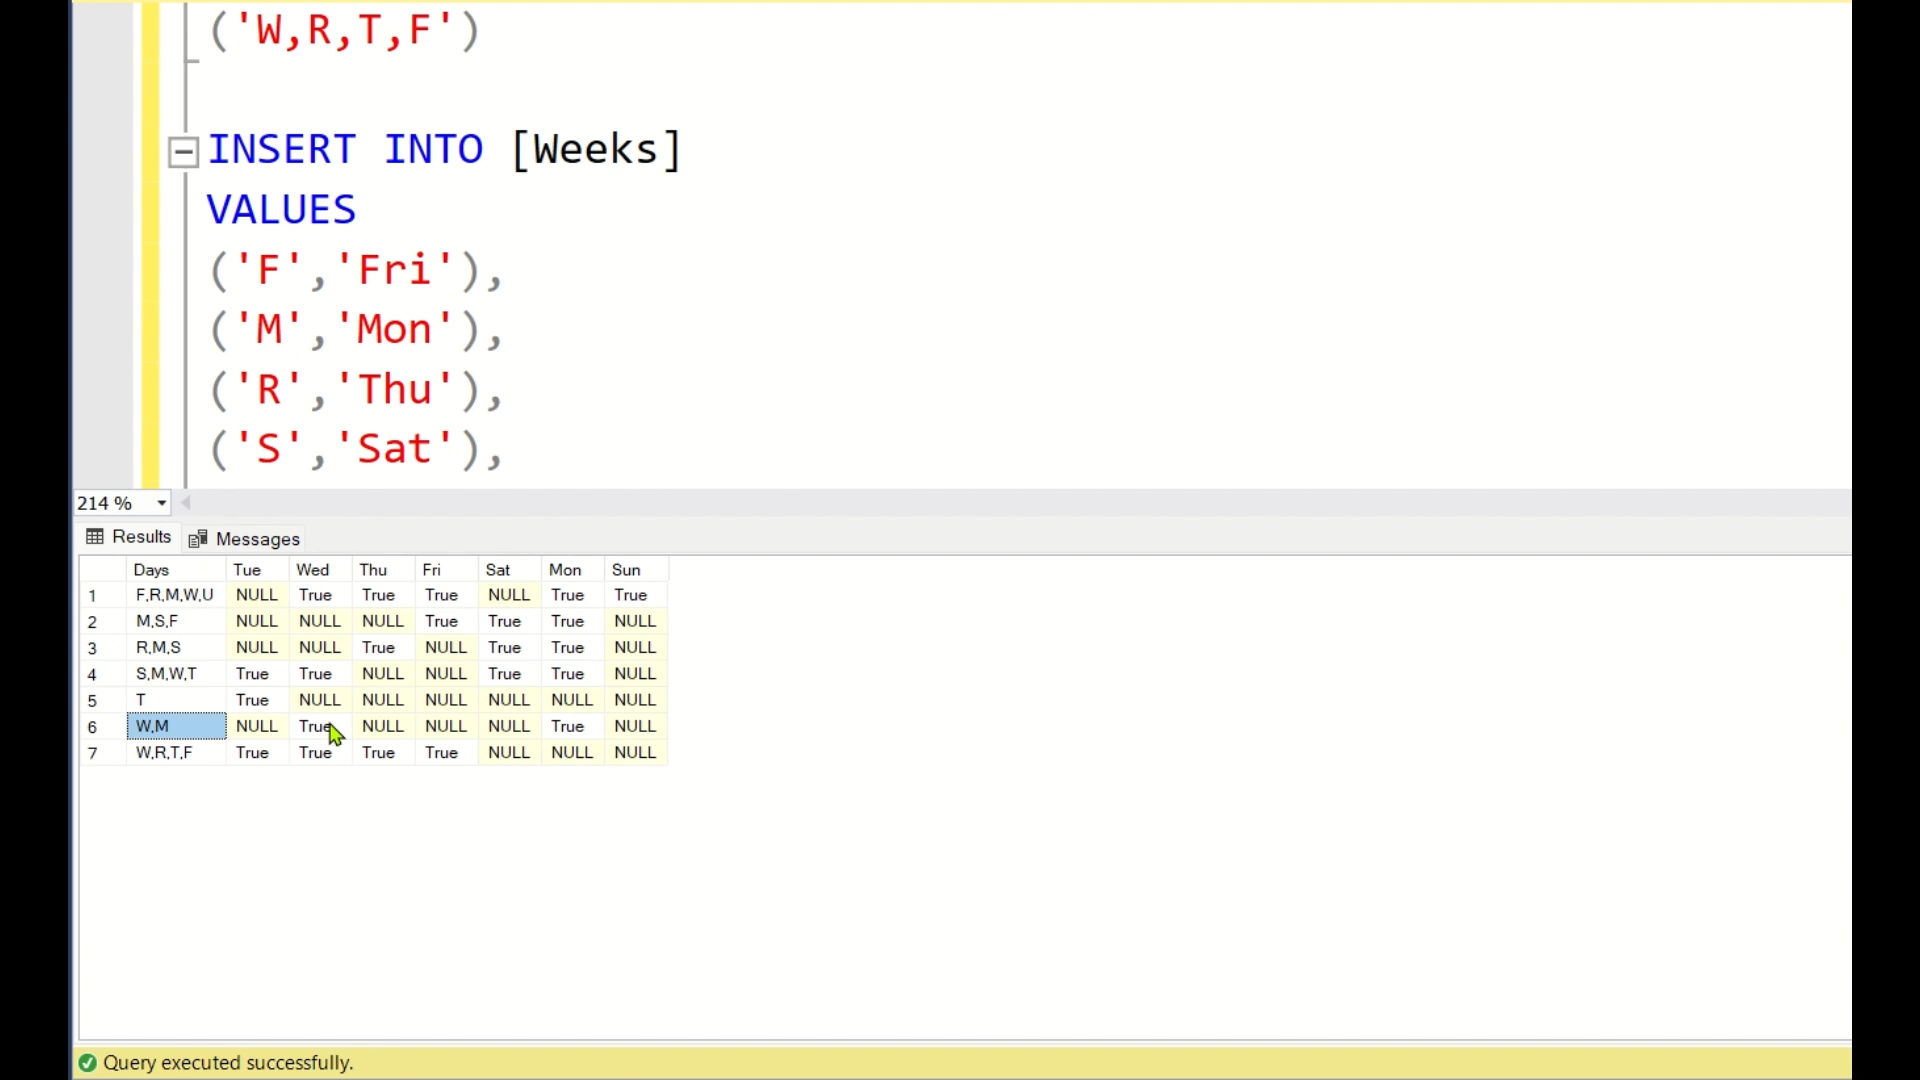 ('W,R,T,F')
INSERT INTO [Weeks]
VALUES
('F','Fri'),
('M','Mon'),
('R','Thu'),
('S','Sat'),
214 %
Results Messages
Days Tue Wed Thu Fri Sat Mon Sun
1 F,R,M,W,U NULL True True True NULL True True
2 M,S,F NULL NULL NULL True True True NULL
3 R,M,S NULL NULL True NULL True True NULL
4 S,M,W,T True True NULL NULL True True NULL
5 T True NULL NULL NULL NULL NULL NULL
6 W,M NULL True NULL NULL NULL True NULL
7 W,R,T,F True True True True NULL NULL NULL
Query executed successfully.